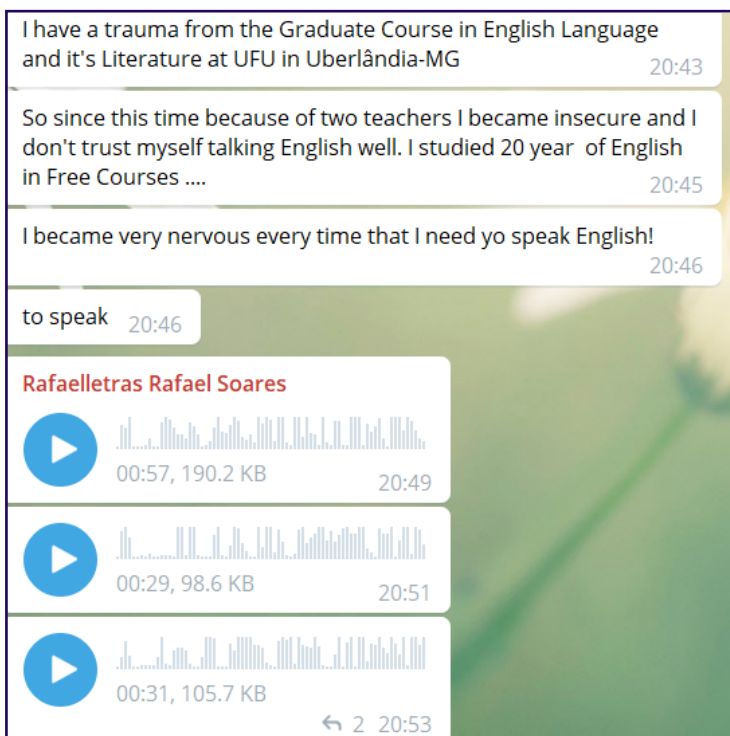 I have a trauma from the Graduate Course in English Language
and it's Literature at UFU in Uberlândia-MG
20:43
So since this time because of two teachers I became insecure and I
don't trust myself talking English well. I studied 20 year  of English
in Free Courses ....
20:45
I became very nervous every time that I need yo speak English!
20:46
to speak 20:46
Rafaelletras Rafael Soares
00:57, 190.2 KB
20:49
00:29, 98.6 KB
20:51
00:31, 105.7 KB
2 20:53